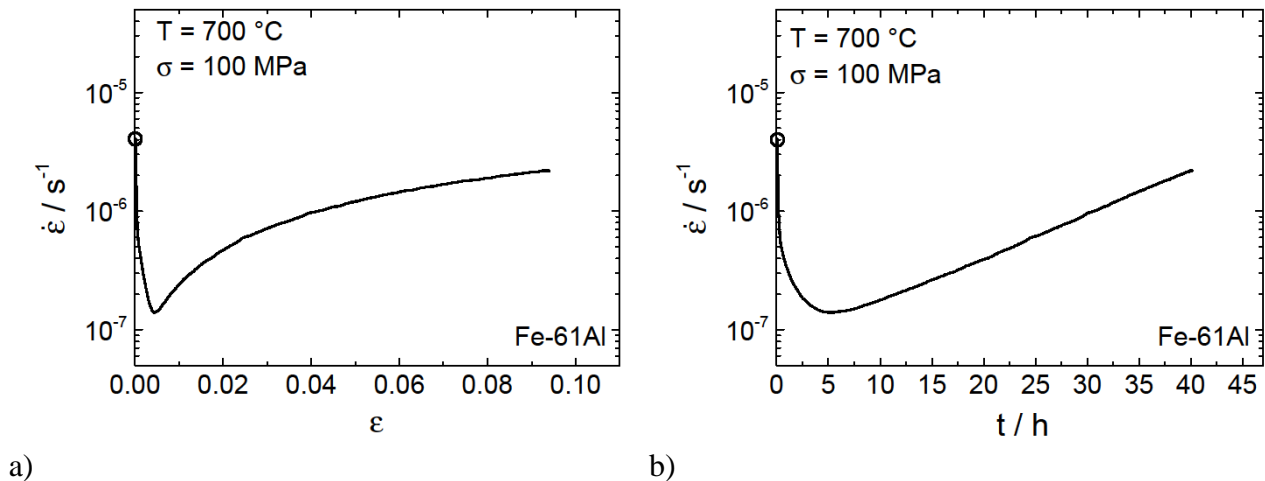 T = 700 °C
σ = 100 MPa
10⁻⁵
10⁻⁶
10⁻⁷
ε̇ / s⁻¹
Fe-61Al
0.00 0.02 0.04 0.06 0.08 0.10
ε
a)
T = 700 °C
σ = 100 MPa
10⁻⁵
10⁻⁶
10⁻⁷
ε̇ / s⁻¹
Fe-61Al
0 5 10 15 20 25 30 35 40 45
t / h
b)